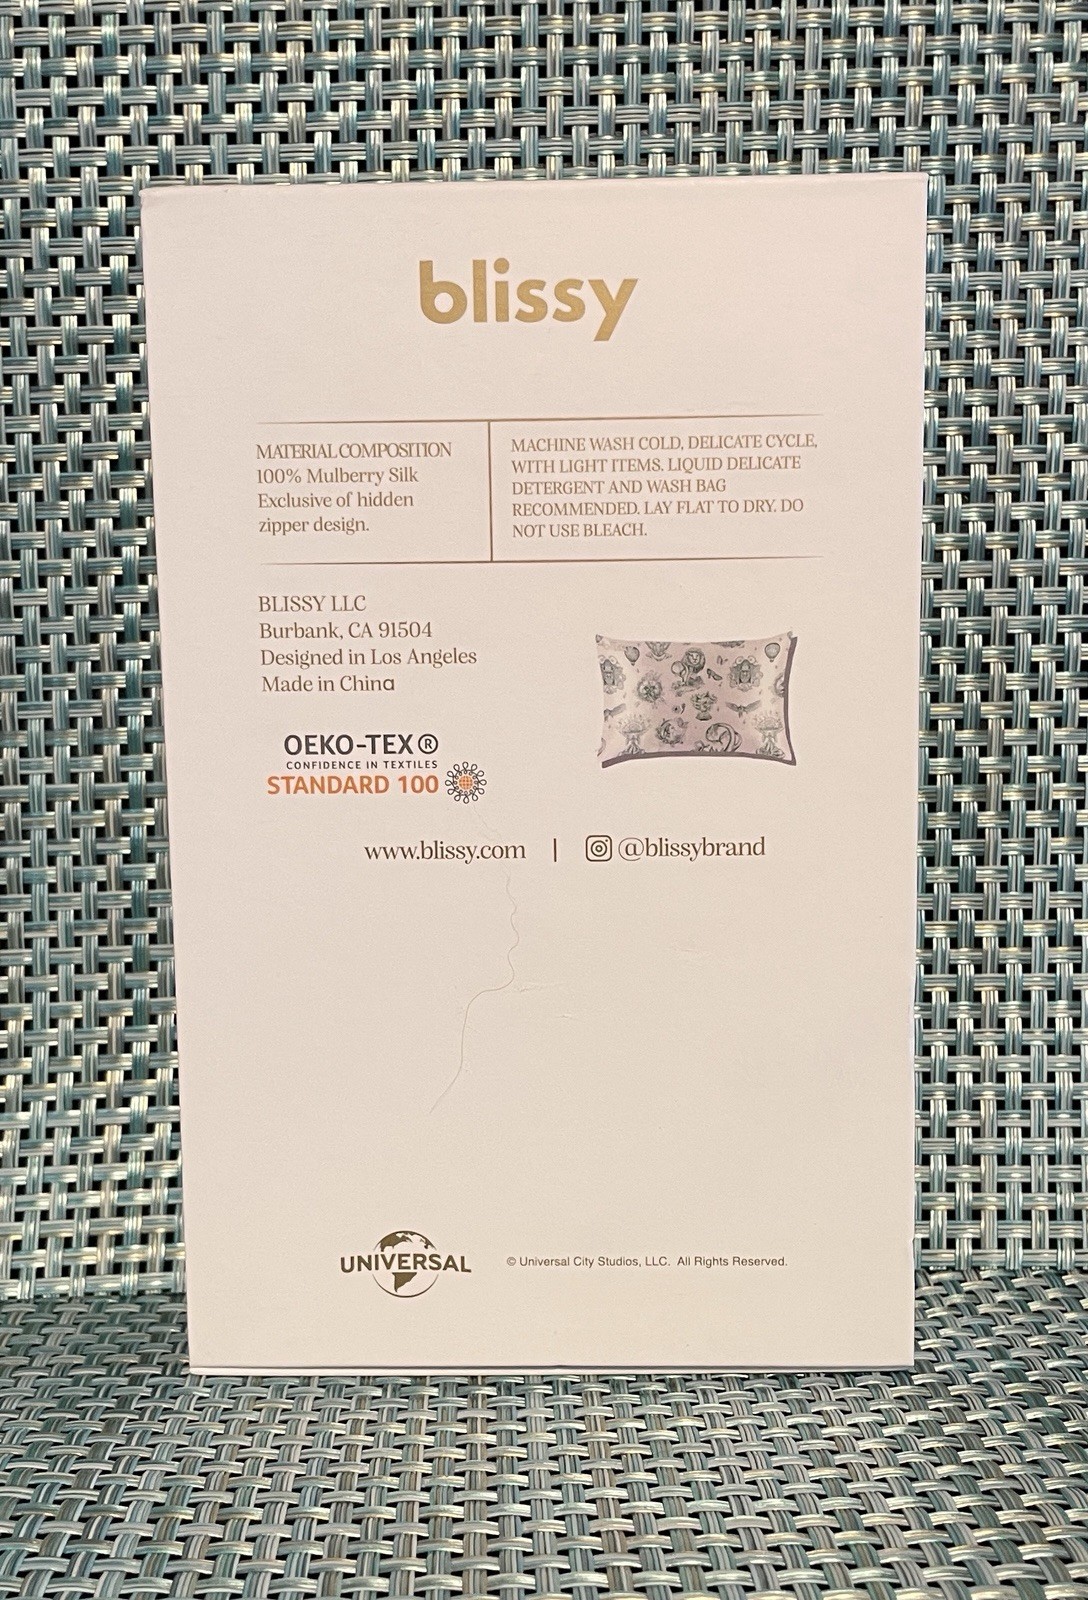 blissy
MATERIAL COMPOSITION
100% Mulberry Silk
Exclusive of hidden
zipper design.
MACHINE WASH COLD, DELICATE CYCLE,
WITH LIGHT ITEMS. LIQUID DELICATE
DETERGENT AND WASH BAG
RECOMMENDED. LAY FLAT TO DRY. DO
NOT USE BLEACH.
BLISSY LLC
Burbank, CA 91504
Designed in Los Angeles
Made in China
OEKO-TEX®
CONFIDENCE IN TEXTILES
STANDARD 100
www.blissy.com | @blissybrand
UNIVERSAL
© Universal City Studios, LLC. All Rights Reserved.